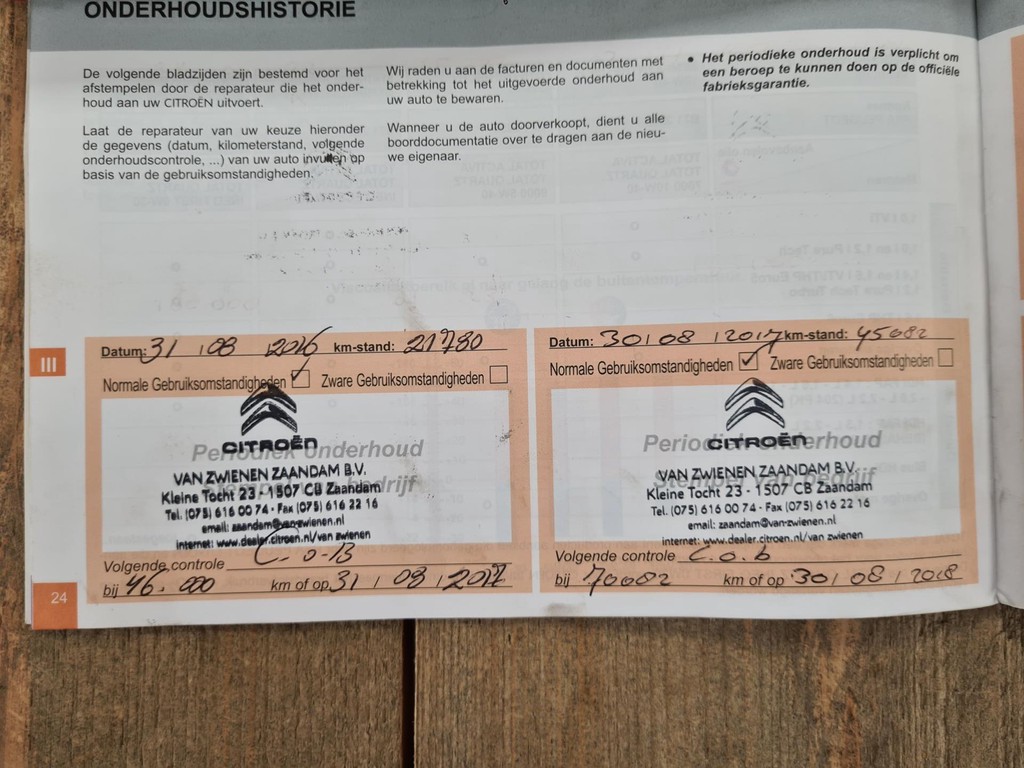 ONDERHOUDSHISTORIE
De volgende bladzijden zijn bestemd voor het
afstempelen door de reparateur die het onder-
houd aan uw CITROËN uitvoert.
Laat de reparateur van uw keuze hieronder
de gegevens (datum, kilometerstand, volgende
onderhoudscontrole, ...) van uw auto invullen op
basis van de gebruiksomstandigheden.
Wij raden u aan de facturen en documenten met
betrekking tot het uitgevoerde onderhoud aan
uw auto te bewaren.
Wanneer u de auto doorverkoopt, dient u alle
boorddocumentatie over te dragen aan de nieu-
we eigenaar.
• Het periodieke onderhoud is verplicht om
een beroep te kunnen doen op de officiële
fabrieksgarantie.
III
Datum: 31 / 08 / 2016 km-stand: 21780
Normale Gebruiksomstandigheden ✓ Zware Gebruiksomstandigheden
CITROËN
Periodiek onderhoud
VAN ZWIENEN ZAANDAM B.V.
Kleine Tocht 23 - 1507 CB Zaandam
Tel. (075) 616 00 74 - Fax (075) 616 22 16
email: zaandam@van-zwienen.nl
internet: www.dealer.citroen.nl/van zwienen
Volgende controle C-O-B
bij 46.000 km of op 31 / 08 / 2017
Datum: 30 / 08 / 2017 km-stand: 45082
Normale Gebruiksomstandigheden ✓ Zware Gebruiksomstandigheden
CITROËN
Periodiek onderhoud
VAN ZWIENEN ZAANDAM B.V.
Stempel van bedrijf
Kleine Tocht 23 - 1507 CB Zaandam
Tel. (075) 616 00 74 - Fax (075) 616 22 16
email: zaandam@van-zwienen.nl
internet: www.dealer.citroen.nl/van zwienen
Volgende controle C.O.b
bij 70082 km of op 30 / 08 / 2018
24